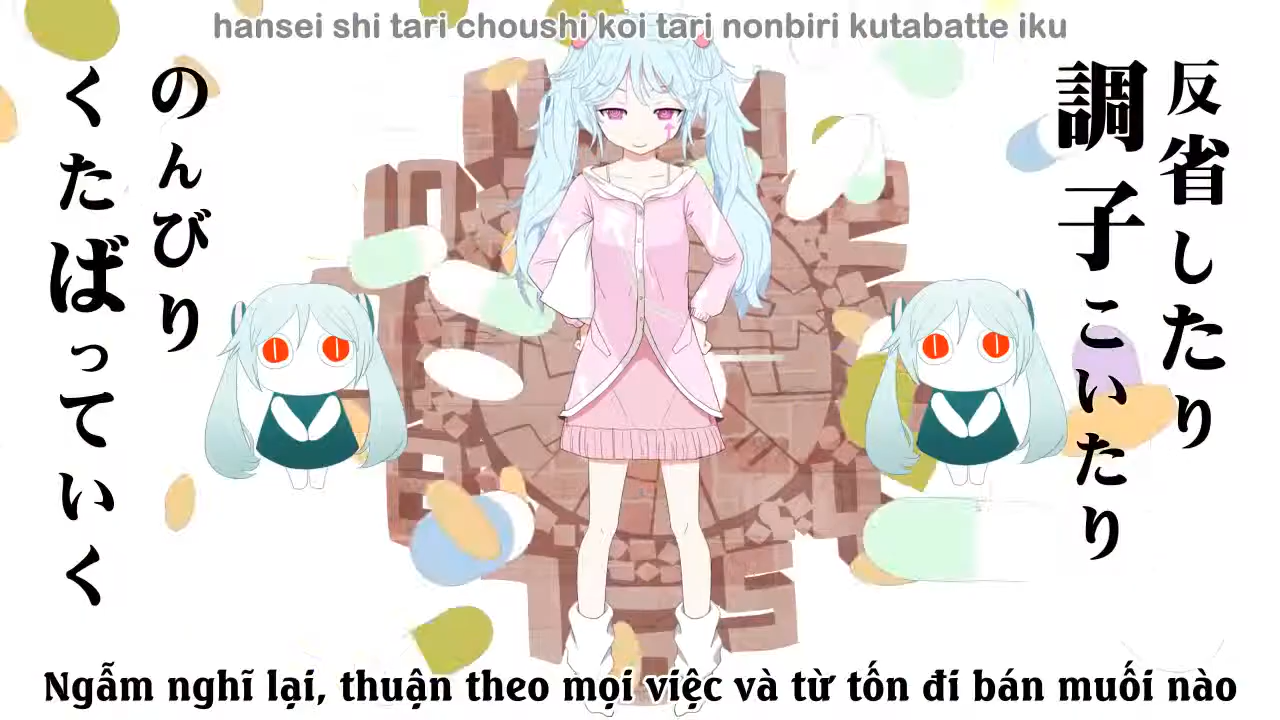 hansei shi tari choushi koi tari nonbiri kutabatte iku
反省したり
調子こいたり
のんびり
くたばっていく
Ngẫm nghĩ lại, thuận theo mọi việc và từ tốn đi bán muối nào